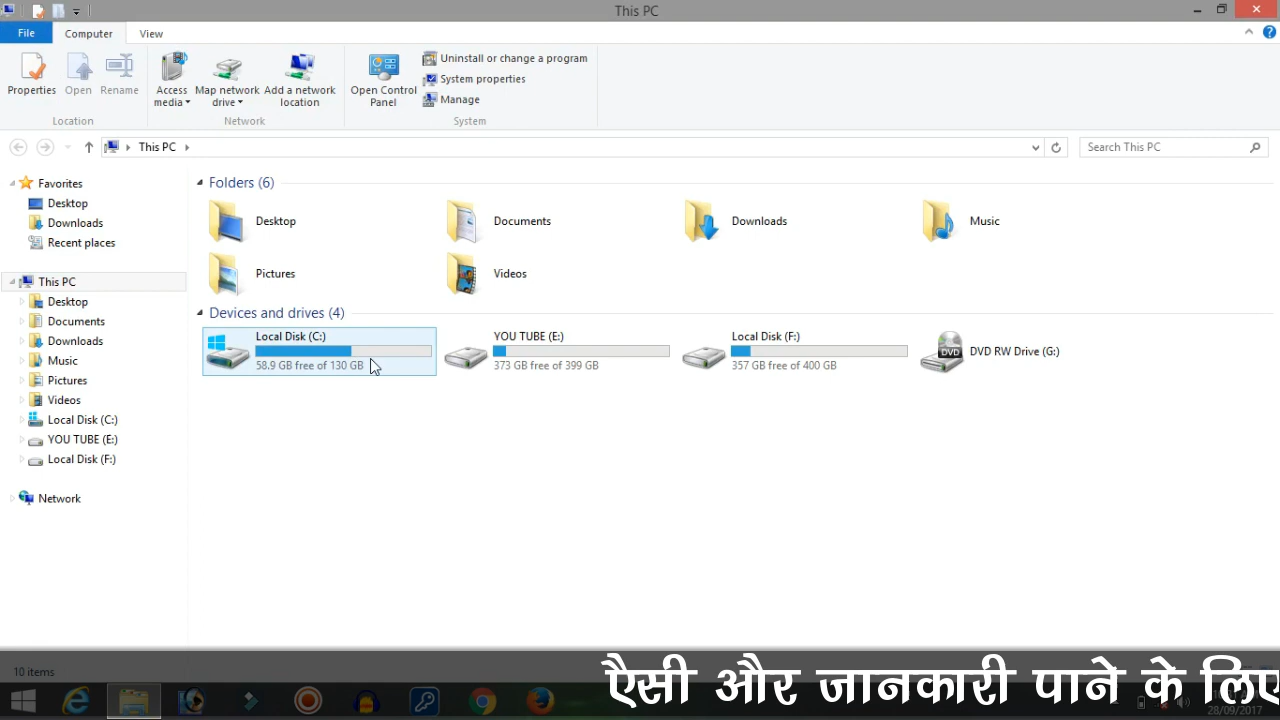 This PC
File
Computer
View
Properties
Open
Rename
Access media
Map network drive
Add a network location
Open Control Panel
Uninstall or change a program
System properties
Manage
Location
Network
System
This PC
Search This PC
Favorites
Desktop
Downloads
Recent places
This PC
Desktop
Documents
Downloads
Music
Pictures
Videos
Local Disk (C:)
YOU TUBE (E:)
Local Disk (F:)
Network
Folders (6)
Desktop
Documents
Downloads
Music
Pictures
Videos
Devices and drives (4)
Local Disk (C:)
58.9 GB free of 130 GB
YOU TUBE (E:)
373 GB free of 399 GB
Local Disk (F:)
357 GB free of 400 GB
DVD RW Drive (G:)
DVD
10 items
ऐसी और जानकारी पाने के लिए
28/09/2017